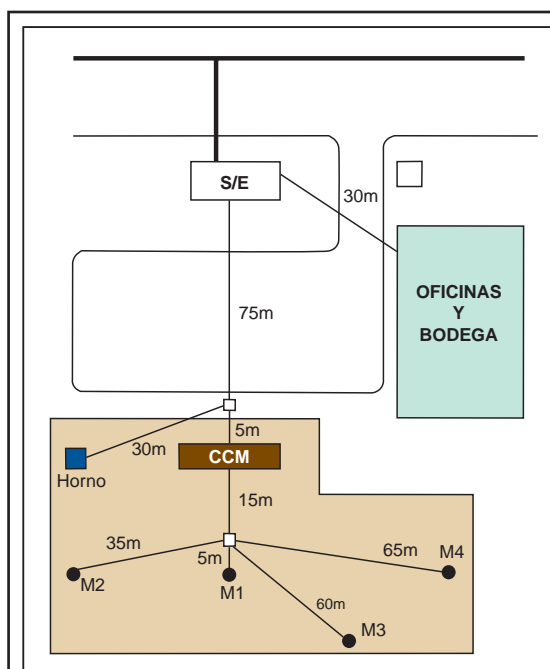 S/E
30m
OFICINAS
Y
BODEGA
75m
5m
30m
CCM
Horno
15m
35m
5m
65m
M4
M2
M1
60m
M3